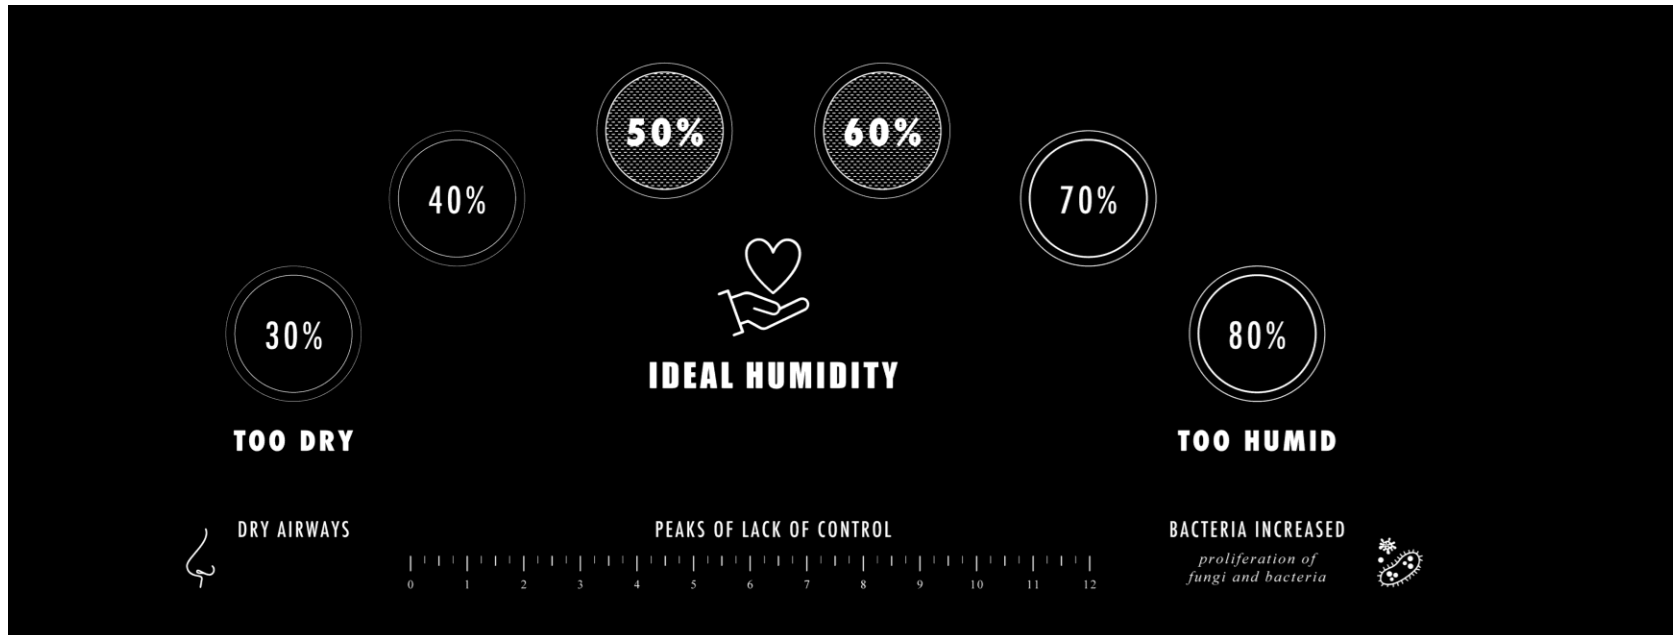 50%
60%
40%
70%
30%
80%
IDEAL HUMIDITY
TOO DRY
TOO HUMID
DRY AIRWAYS
PEAKS OF LACK OF CONTROL
BACTERIA INCREASED
proliferation of
fungi and bacteria
0 1 2 3 4 5 6 7 8 9 10 11 12